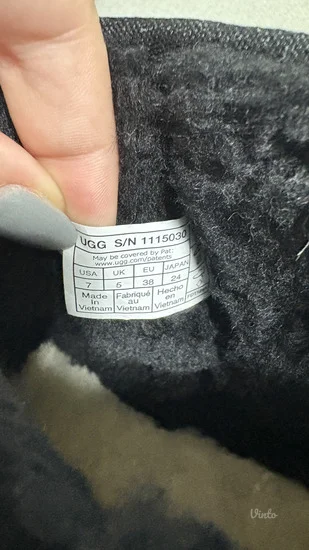 UGG S/N 1115030
May be covered by Pat.
www.ugg.com/patents
USA UK EU JAPAN
7 5 38 24
Made in Vietnam
Fabriqué au Vietnam
Hecho en Vietnam
Vinto